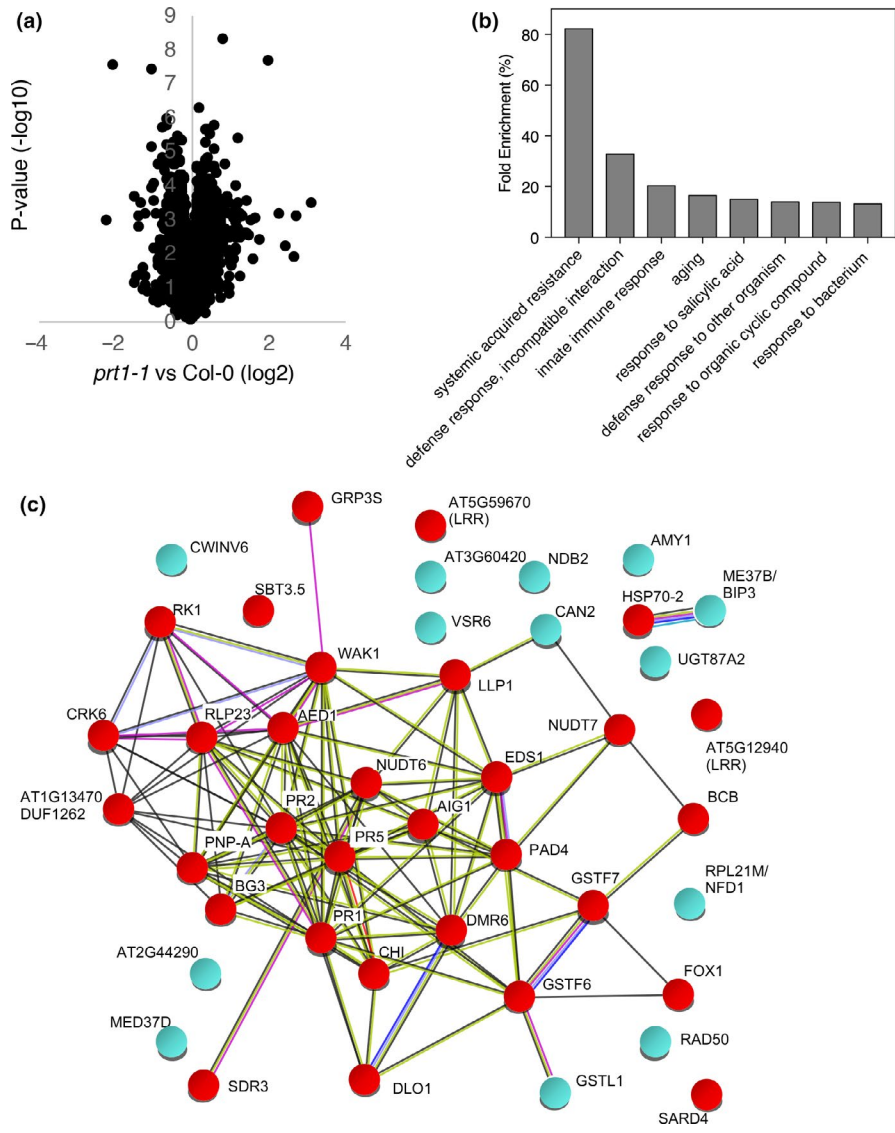 (a)
9
8
7
6
5
4
3
2
1
0
P-value (-log10)
−4
−2
0
2
4
prt1-1 vs Col-0 (log2)
(b)
80
60
40
20
0
Fold Enrichment (%)
systemic acquired resistance
defense response, incompatible interaction
innate immune response
aging
response to salicylic acid
defense response to other organism
response to organic cyclic compound
response to bacterium
(c)
GRP3S
AT5G59670
(LRR)
CWINV6
AT3G60420
NDB2
AMY1
ME37B/
BIP3
SBT3.5
HSP70-2
RK1
VSR6
CAN2
WAK1
UGT87A2
LLP1
CRK6
RLP23
AED1
NUDT7
AT5G12940
(LRR)
NUDT6
EDS1
AT1G13470
DUF1262
PR2
AIG1
BCB
PNP-A
PR5
PAD4
RPL21M/
NFD1
BG3
GSTF7
PR1
DMR6
AT2G44290
CHI
GSTF6
FOX1
MED37D
RAD50
SDR3
DLO1
GSTL1
SARD4